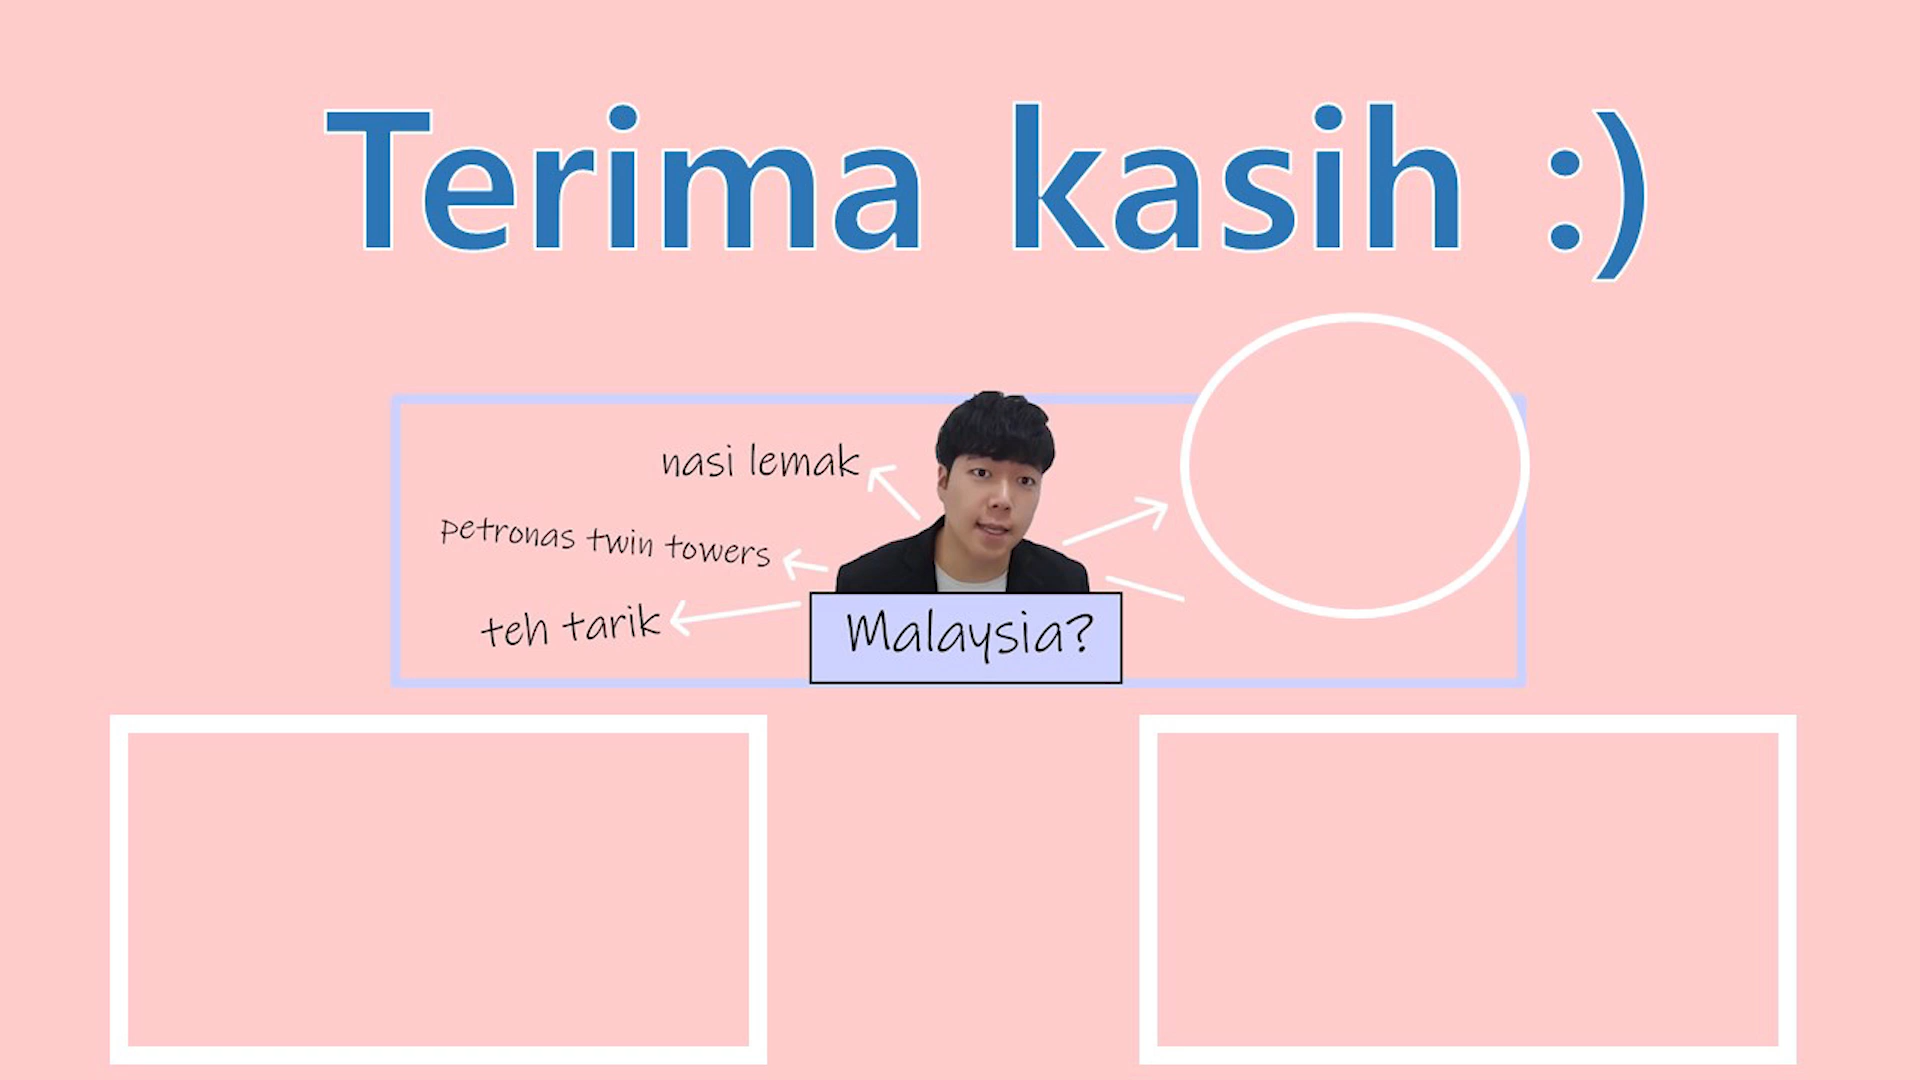 Terima kasih :)
nasi lemak
petronas twin towers
teh tarik
Malaysia?